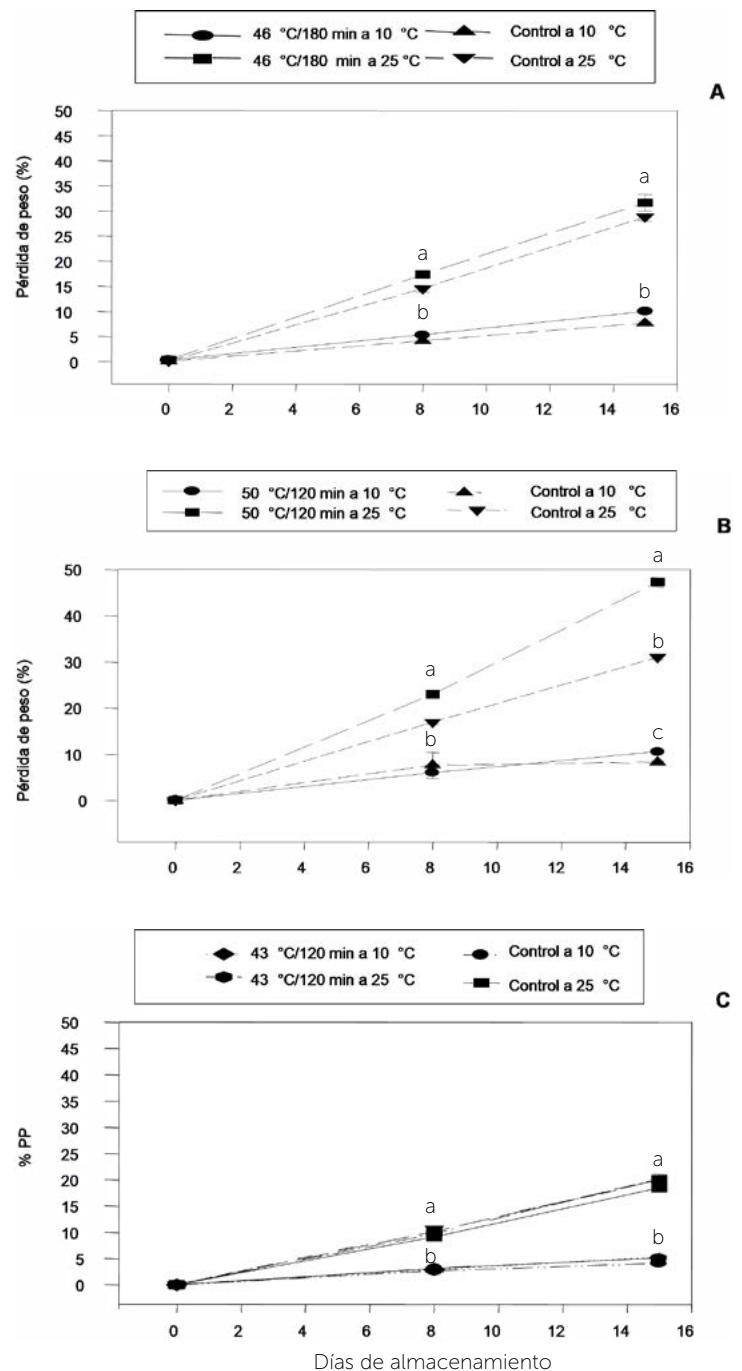 46 °C/180 min a 10 °C Control a 10 °C
46 °C/180 min a 25 °C Control a 25 °C
A
50
45
40
35
30
25
20
15
10
5
0
Pérdida de peso (%)
a
a
b
b
0 2 4 6 8 10 12 14 16
50 °C/120 min a 10 °C Control a 10 °C
50 °C/120 min a 25 °C Control a 25 °C
B
50
40
30
20
10
0
Pérdida de peso (%)
a
b
a
b
c
0 2 4 6 8 10 12 14 16
43 °C/120 min a 10 °C Control a 10 °C
43 °C/120 min a 25 °C Control a 25 °C
C
50
45
40
35
30
25
20
15
10
5
0
% PP
a
a
b
b
0 2 4 6 8 10 12 14 16
Días de almacenamiento